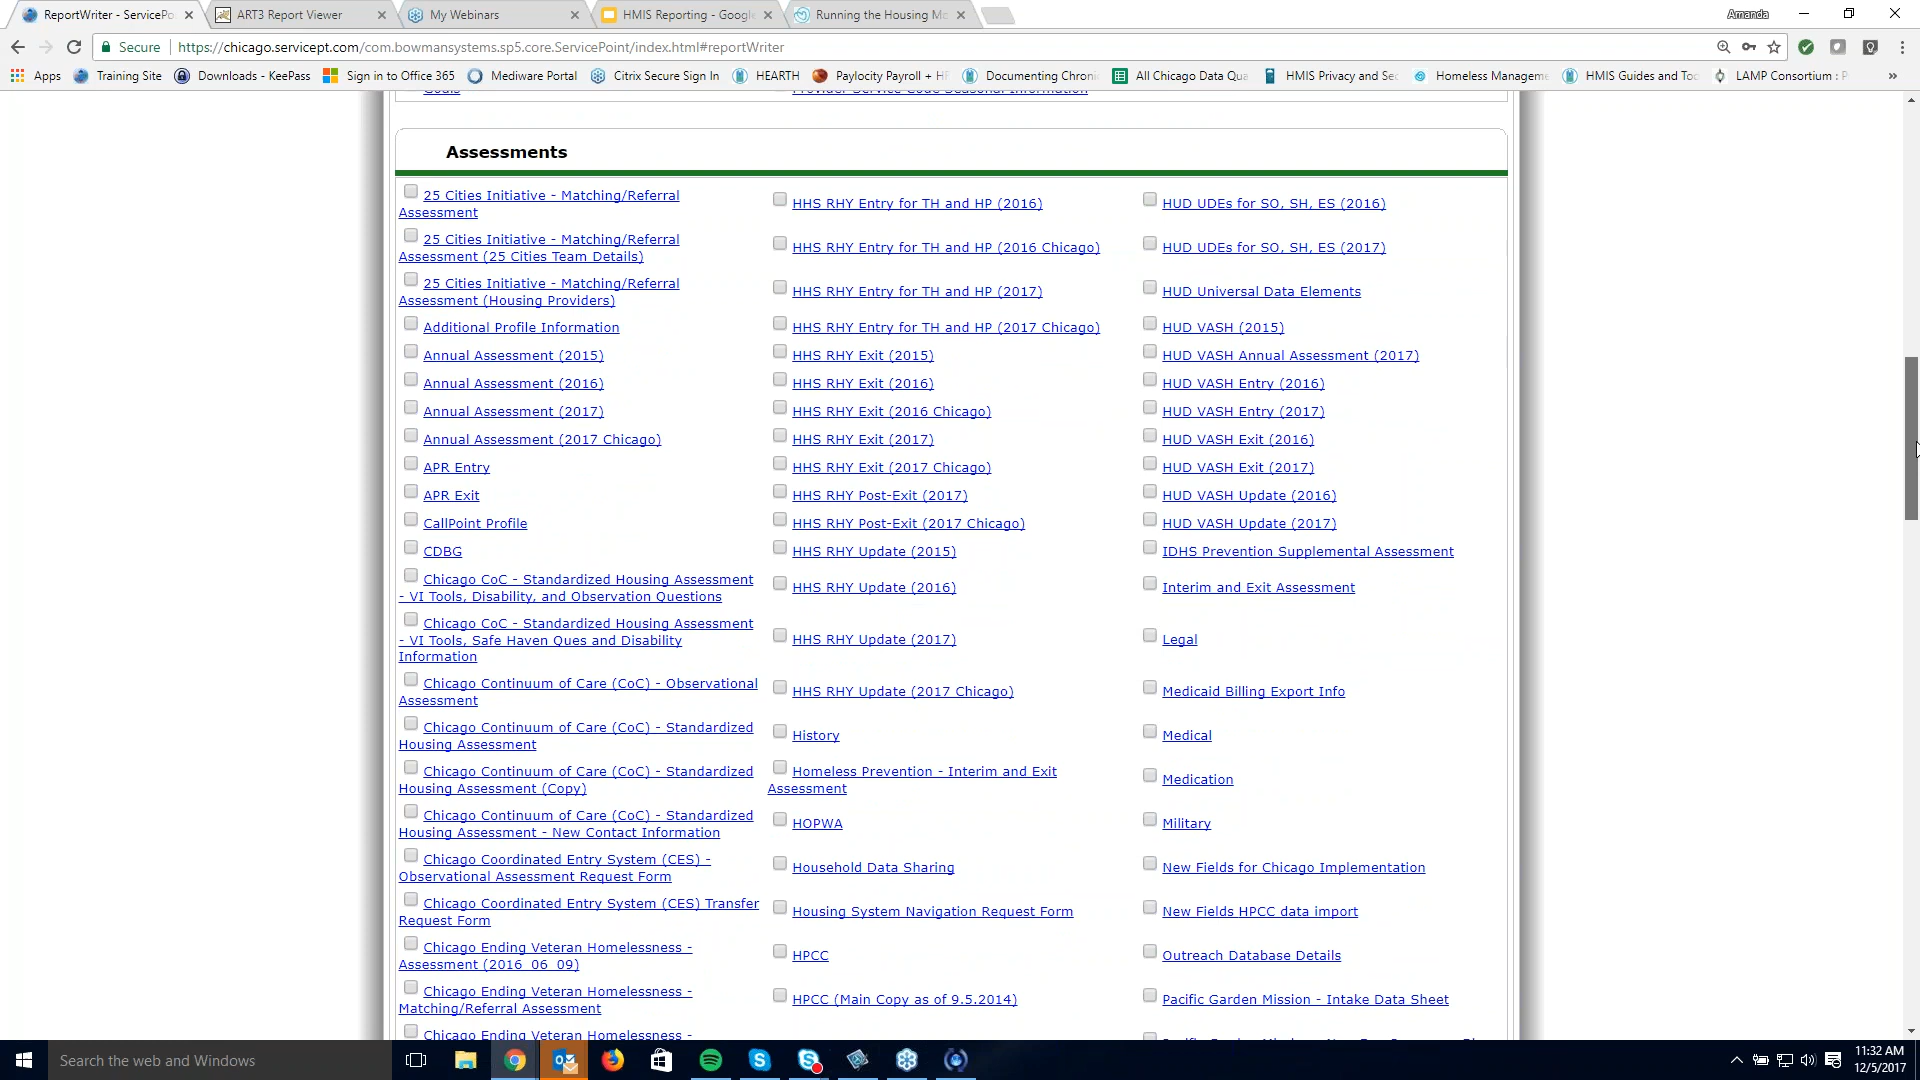 ReportWriter - ServicePo
ART3 Report Viewer
My Webinars
HMIS Reporting - Google
Running the Housing Mo
Amanda
Secure
https://chicago.servicept.com/com.bowmansystems.sp5.core.ServicePoint/index.html#reportWriter
Apps
Training Site
Downloads - KeePass
Sign in to Office 365
Mediware Portal
Citrix Secure Sign In
HEARTH
Paylocity Payroll + H
Documenting Chroni
All Chicago Data Qua
HMIS Privacy and Sec
Homeless Manageme
HMIS Guides and Too
LAMP Consortium : P
»
Goals
Provider Service Code Seasonal Information
Assessments
25 Cities Initiative - Matching/Referral
Assessment
25 Cities Initiative - Matching/Referral
Assessment (25 Cities Team Details)
25 Cities Initiative - Matching/Referral
Assessment (Housing Providers)
Additional Profile Information
Annual Assessment (2015)
Annual Assessment (2016)
Annual Assessment (2017)
Annual Assessment (2017 Chicago)
APR Entry
APR Exit
CallPoint Profile
CDBG
Chicago CoC - Standardized Housing Assessment
- VI Tools, Disability, and Observation Questions
Chicago CoC - Standardized Housing Assessment
- VI Tools, Safe Haven Ques and Disability
Information
Chicago Continuum of Care (CoC) - Observational
Assessment
Chicago Continuum of Care (CoC) - Standardized
Housing Assessment
Chicago Continuum of Care (CoC) - Standardized
Housing Assessment (Copy)
Chicago Continuum of Care (CoC) - Standardized
Housing Assessment - New Contact Information
Chicago Coordinated Entry System (CES) -
Observational Assessment Request Form
Chicago Coordinated Entry System (CES) Transfer
Request Form
Chicago Ending Veteran Homelessness -
Assessment (2016_06_09)
Chicago Ending Veteran Homelessness -
Matching/Referral Assessment
Chicago Ending Veteran Homelessness -
HHS RHY Entry for TH and HP (2016)
HHS RHY Entry for TH and HP (2016 Chicago)
HHS RHY Entry for TH and HP (2017)
HHS RHY Entry for TH and HP (2017 Chicago)
HHS RHY Exit (2015)
HHS RHY Exit (2016)
HHS RHY Exit (2016 Chicago)
HHS RHY Exit (2017)
HHS RHY Exit (2017 Chicago)
HHS RHY Post-Exit (2017)
HHS RHY Post-Exit (2017 Chicago)
HHS RHY Update (2015)
HHS RHY Update (2016)
HHS RHY Update (2017)
HHS RHY Update (2017 Chicago)
History
Homeless Prevention - Interim and Exit
Assessment
HOPWA
Household Data Sharing
Housing System Navigation Request Form
HPCC
HPCC (Main Copy as of 9.5.2014)
HUD UDEs for SO, SH, ES (2016)
HUD UDEs for SO, SH, ES (2017)
HUD Universal Data Elements
HUD VASH (2015)
HUD VASH Annual Assessment (2017)
HUD VASH Entry (2016)
HUD VASH Entry (2017)
HUD VASH Exit (2016)
HUD VASH Exit (2017)
HUD VASH Update (2016)
HUD VASH Update (2017)
IDHS Prevention Supplemental Assessment
Interim and Exit Assessment
Legal
Medicaid Billing Export Info
Medical
Medication
Military
New Fields for Chicago Implementation
New Fields HPCC data import
Outreach Database Details
Pacific Garden Mission - Intake Data Sheet
Search the web and Windows
11:32 AM
12/5/2017